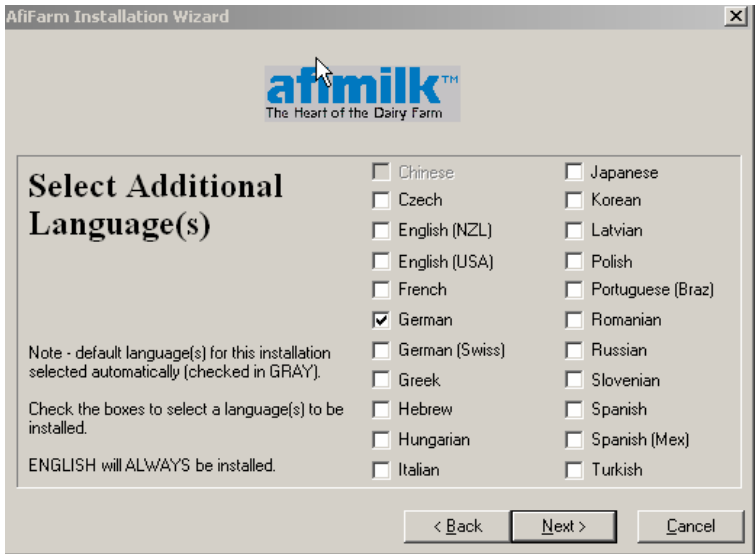 AfiFarm Installation Wizard
afimilk™
The Heart of the Dairy Farm
Select Additional
Language(s)
Note - default language(s) for this installation
selected automatically (checked in GRAY).
Check the boxes to select a language(s) to be
installed.
ENGLISH will ALWAYS be installed.
Chinese
Czech
English (NZL)
English (USA)
French
German
German (Swiss)
Greek
Hebrew
Hungarian
Italian
Japanese
Korean
Latvian
Polish
Portuguese (Braz)
Romanian
Russian
Slovenian
Spanish
Spanish (Mex)
Turkish
< Back
Next >
Cancel